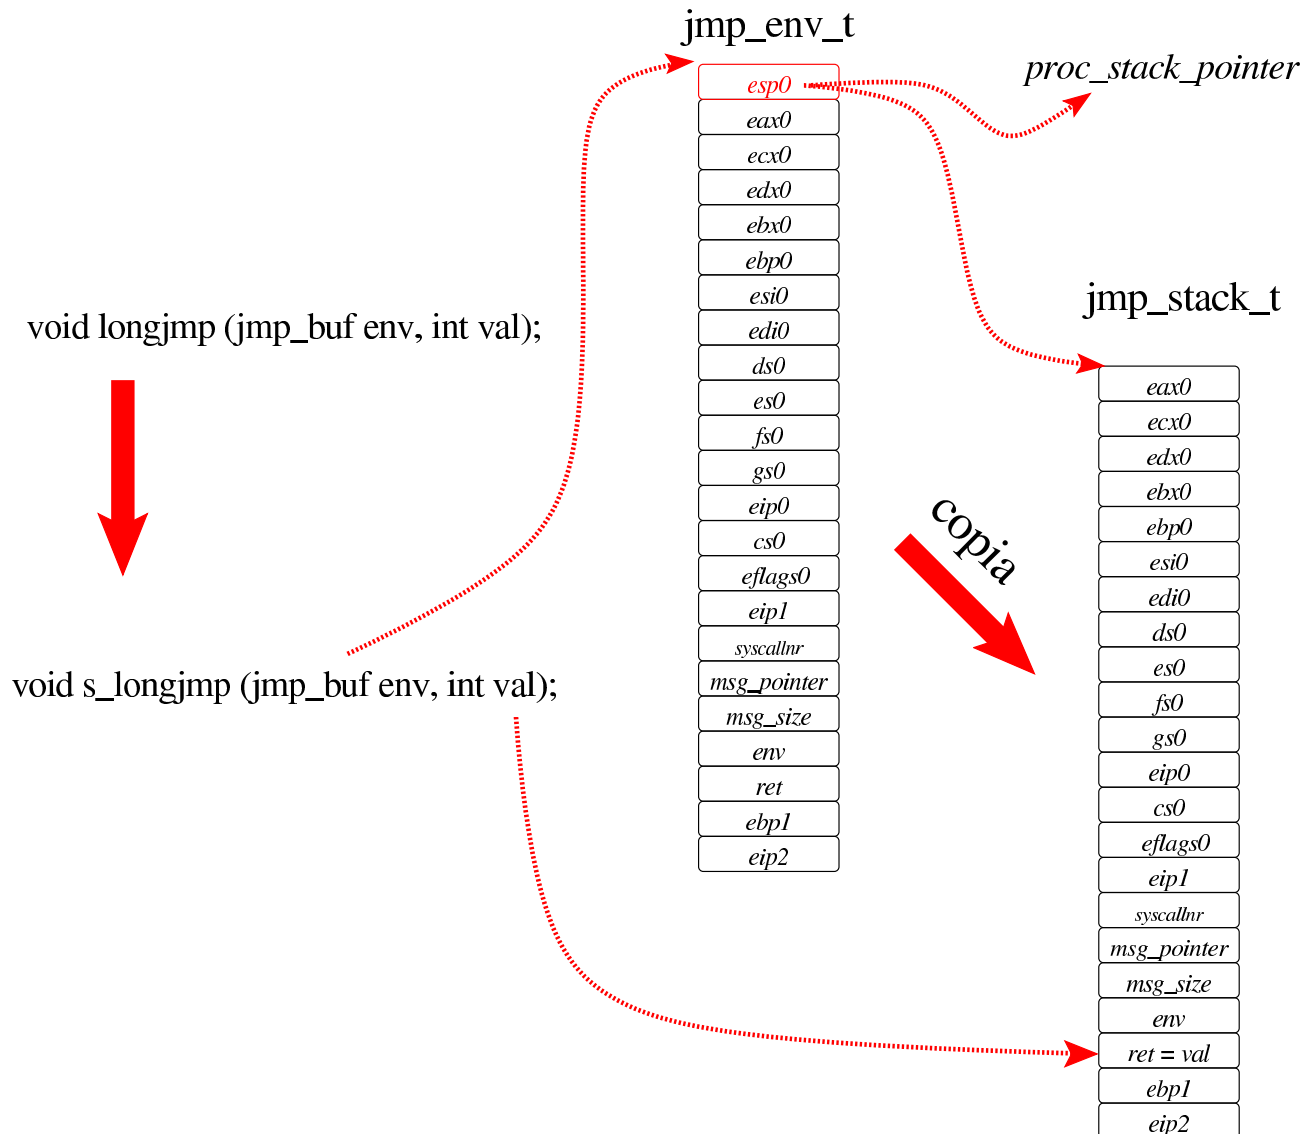 jmp_env_t
proc_stack_pointer
esp0
eax0
ecx0
edx0
ebx0
ebp0
esi0
edi0
ds0
es0
fs0
gs0
eip0
cs0
eflags0
eip1
syscallnr
msg_pointer
msg_size
env
ret
ebp1
eip2
void longjmp (jmp_buf env, int val);
void s_longjmp (jmp_buf env, int val);
copia
jmp_stack_t
eax0
ecx0
edx0
ebx0
ebp0
esi0
edi0
ds0
es0
fs0
gs0
eip0
cs0
eflags0
eip1
syscallnr
msg_pointer
msg_size
env
ret = val
ebp1
eip2